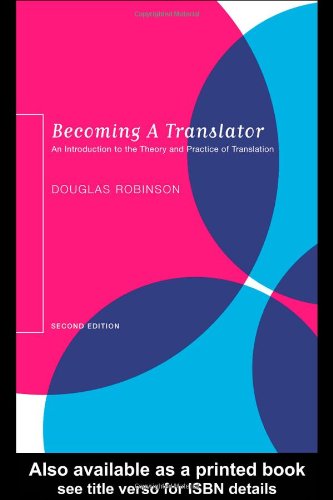 Becoming A Translator
An Introduction to the Theory and Practice of Translation
DOUGLAS ROBINSON
SECOND EDITION
Also available as a printed book
see title verso for ISBN details